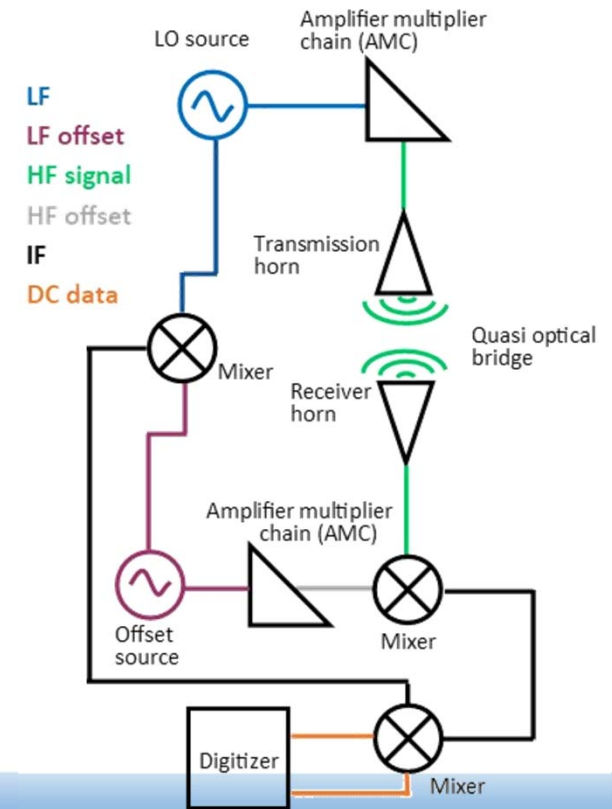 LO source
Amplifier multiplier
chain (AMC)
LF
LF offset
HF signal
HF offset
IF
DC data
Transmission
horn
Quasi optical
bridge
Mixer
Receiver
horn
Amplifier multiplier
chain (AMC)
Offset
source
Mixer
Digitizer
Mixer